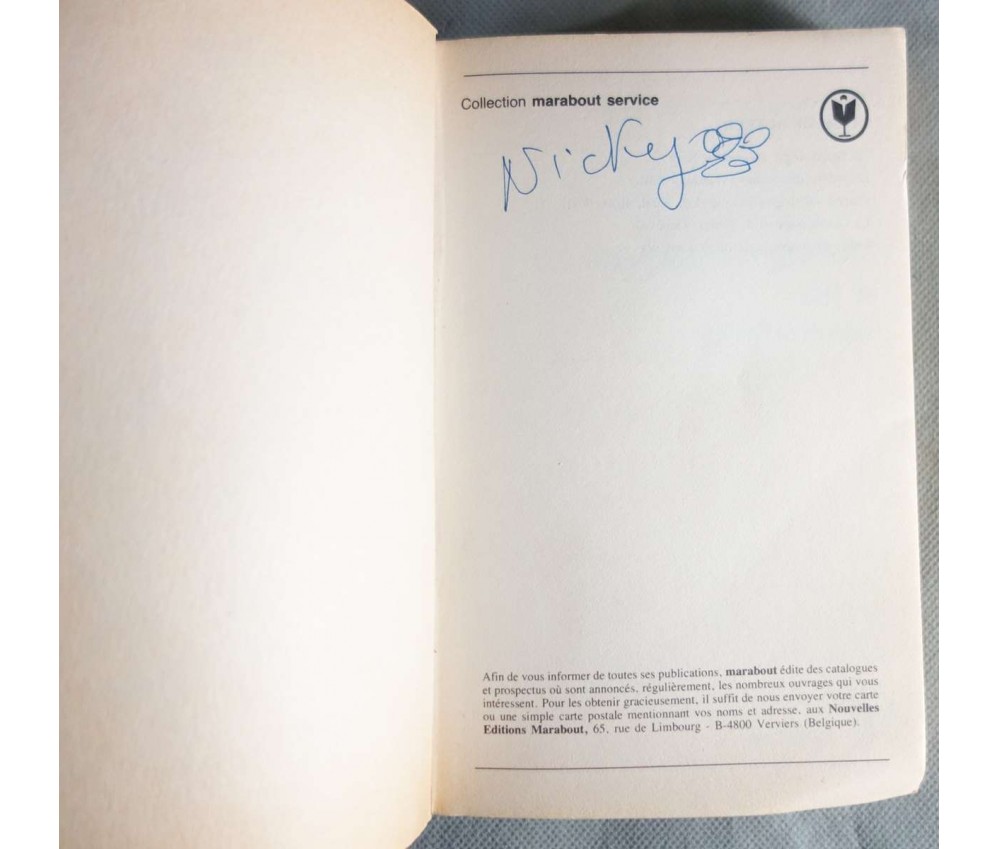 Collection marabout service
Nicky
Afin de vous informer de toutes ses publications, marabout édite des catalogues
et prospectus où sont annoncés, régulièrement, les nombreux ouvrages qui vous
intéressent. Pour les obtenir gracieusement, il suffit de nous envoyer votre carte
ou une simple carte postale mentionnant vos noms et adresse, aux Nouvelles
Editions Marabout, 65, rue de Limbourg - B-4800 Verviers (Belgique).